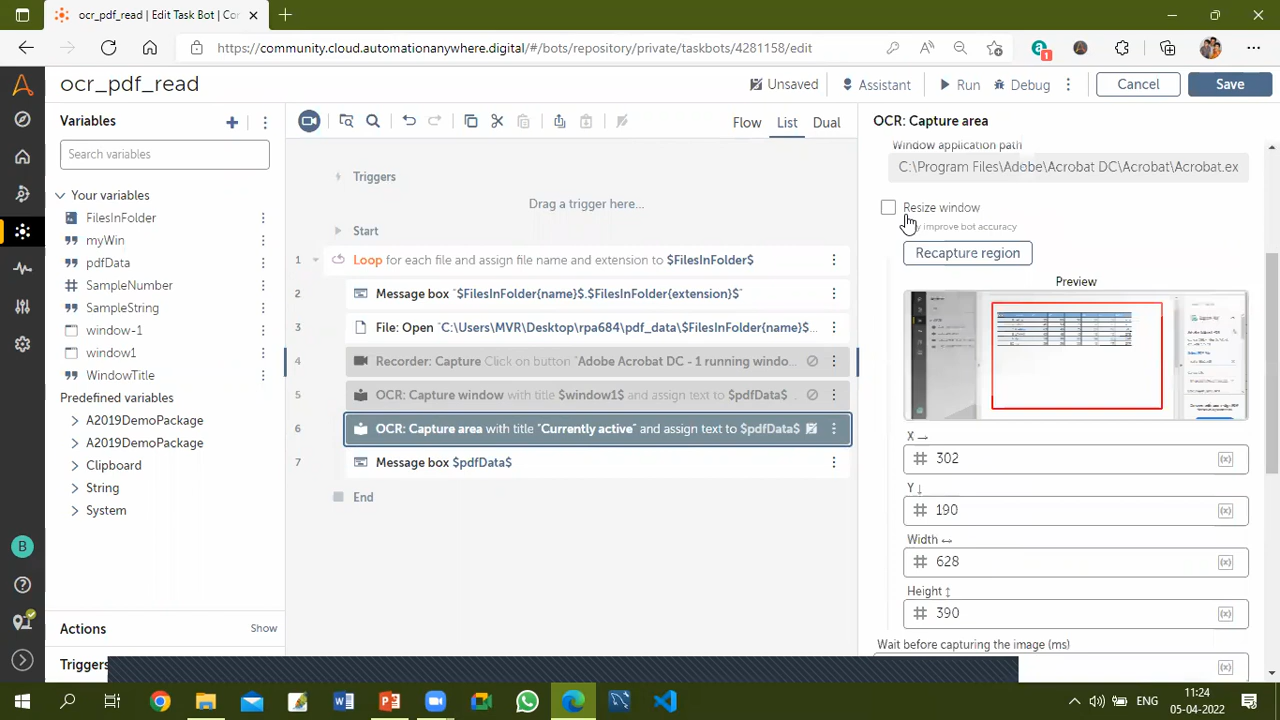 ocr_pdf_read | Edit Task Bot | Co
https://community.cloud.automationanywhere.digital/#/bots/repository/private/taskbots/4281158/edit
1
ocr_pdf_read
Unsaved
Assistant
Run
Debug
Cancel
Save
Variables
Search variables
Your variables
FilesInFolder
myWin
pdfData
SampleNumber
SampleString
window-1
window1
WindowTitle
Predefined variables
A2019DemoPackage
A2019DemoPackage
Clipboard
String
System
Actions
Show
Triggers
Flow
List
Dual
Triggers
Drag a trigger here...
Start
1 Loop for each file and assign file name and extension to $FilesInFolder$
2 Message box "$FilesInFolder{name}$.$FilesInFolder{extension}$"
3 File: Open "C:\Users\MVR\Desktop\rpa684\pdf_data\$FilesInFolder{name}$...
4 Recorder: Capture Click on button "Adobe Acrobat DC - 1 running windo...
5 OCR: Capture window with title $window1$ and assign text to $pdfData$
6 OCR: Capture area with title "Currently active" and assign text to $pdfData$
7 Message box $pdfData$
End
OCR: Capture area
Window application path
C:\Program Files\Adobe\Acrobat DC\Acrobat\Acrobat.ex
Resize window
improve bot accuracy
Recapture region
Preview
X
302
(x)
Y
190
(x)
Width
628
(x)
Height
390
(x)
Wait before capturing the image (ms)
(x)
B
ENG
11:24
05-04-2022